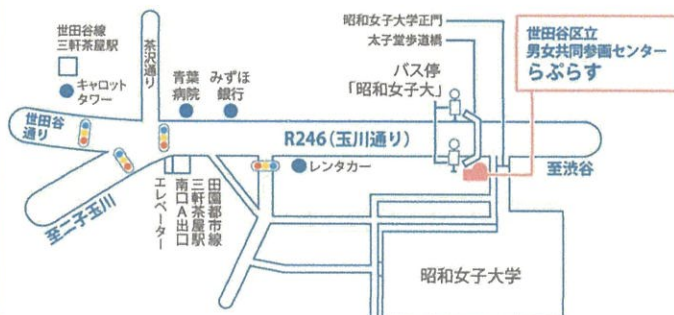 世田谷線
三軒茶屋駅
キャロット
タワー
茶沢通り
青葉
病院
みずほ
銀行
昭和女子大学正門
太子堂歩道橋
バス停
「昭和女子大」
世田谷区立
男女共同参画センター
らぷらす
世田谷
通り
R246(玉川通り)
至渋谷
レンタカー
至二子玉川
田園都市線
三軒茶屋駅
南口A出口
エレベーター
昭和女子大学